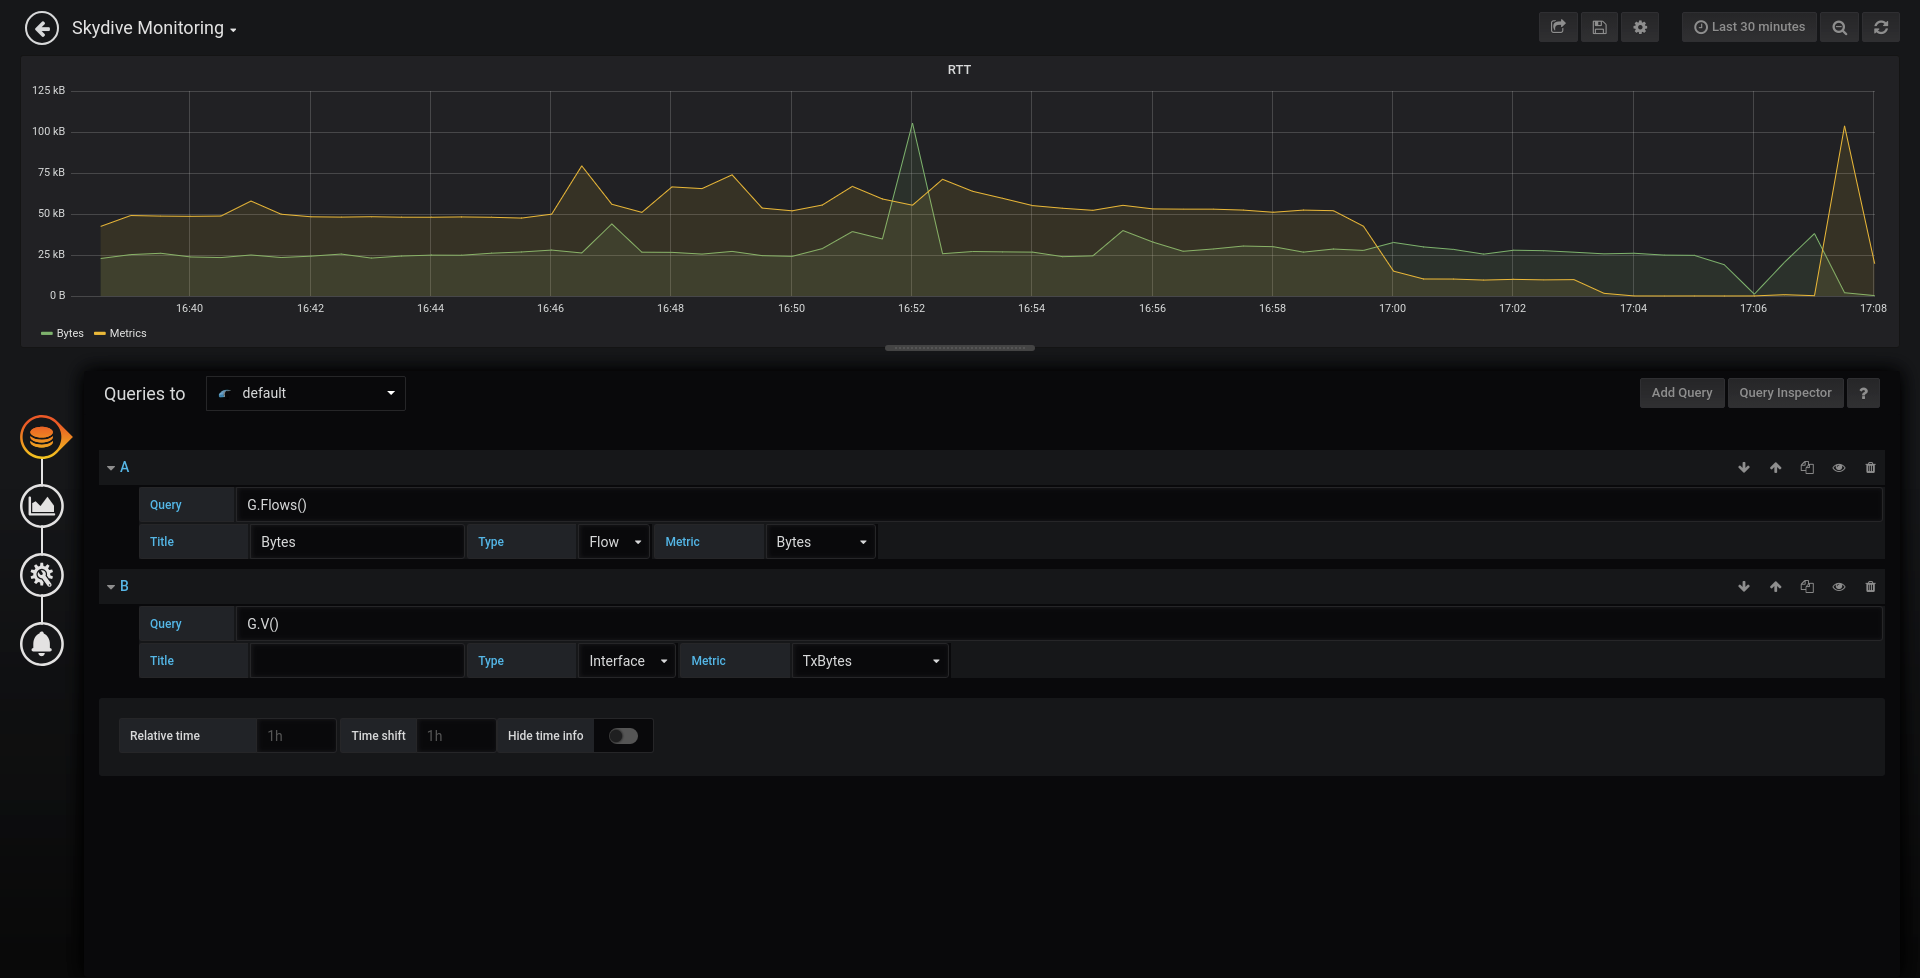 Skydive Monitoring
Last 30 minutes
RTT
125 kB
100 kB
75 kB
50 kB
25 kB
0 B
16:40 16:42 16:44 16:46 16:48 16:50 16:52 16:54 16:56 16:58 17:00 17:02 17:04 17:06 17:08
Bytes Metrics
Queries to default Add Query Query Inspector ?
A
Query G.Flows()
Title Bytes Type Flow Metric Bytes
B
Query G.V()
Title Type Interface Metric TxBytes
Relative time 1h Time shift 1h Hide time info